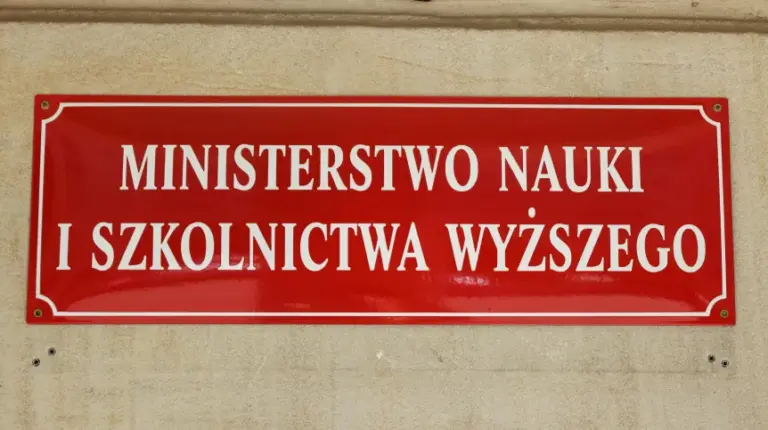 MINISTERSTWO NAUKI
I SZKOLNICTWA WYŻSZEGO